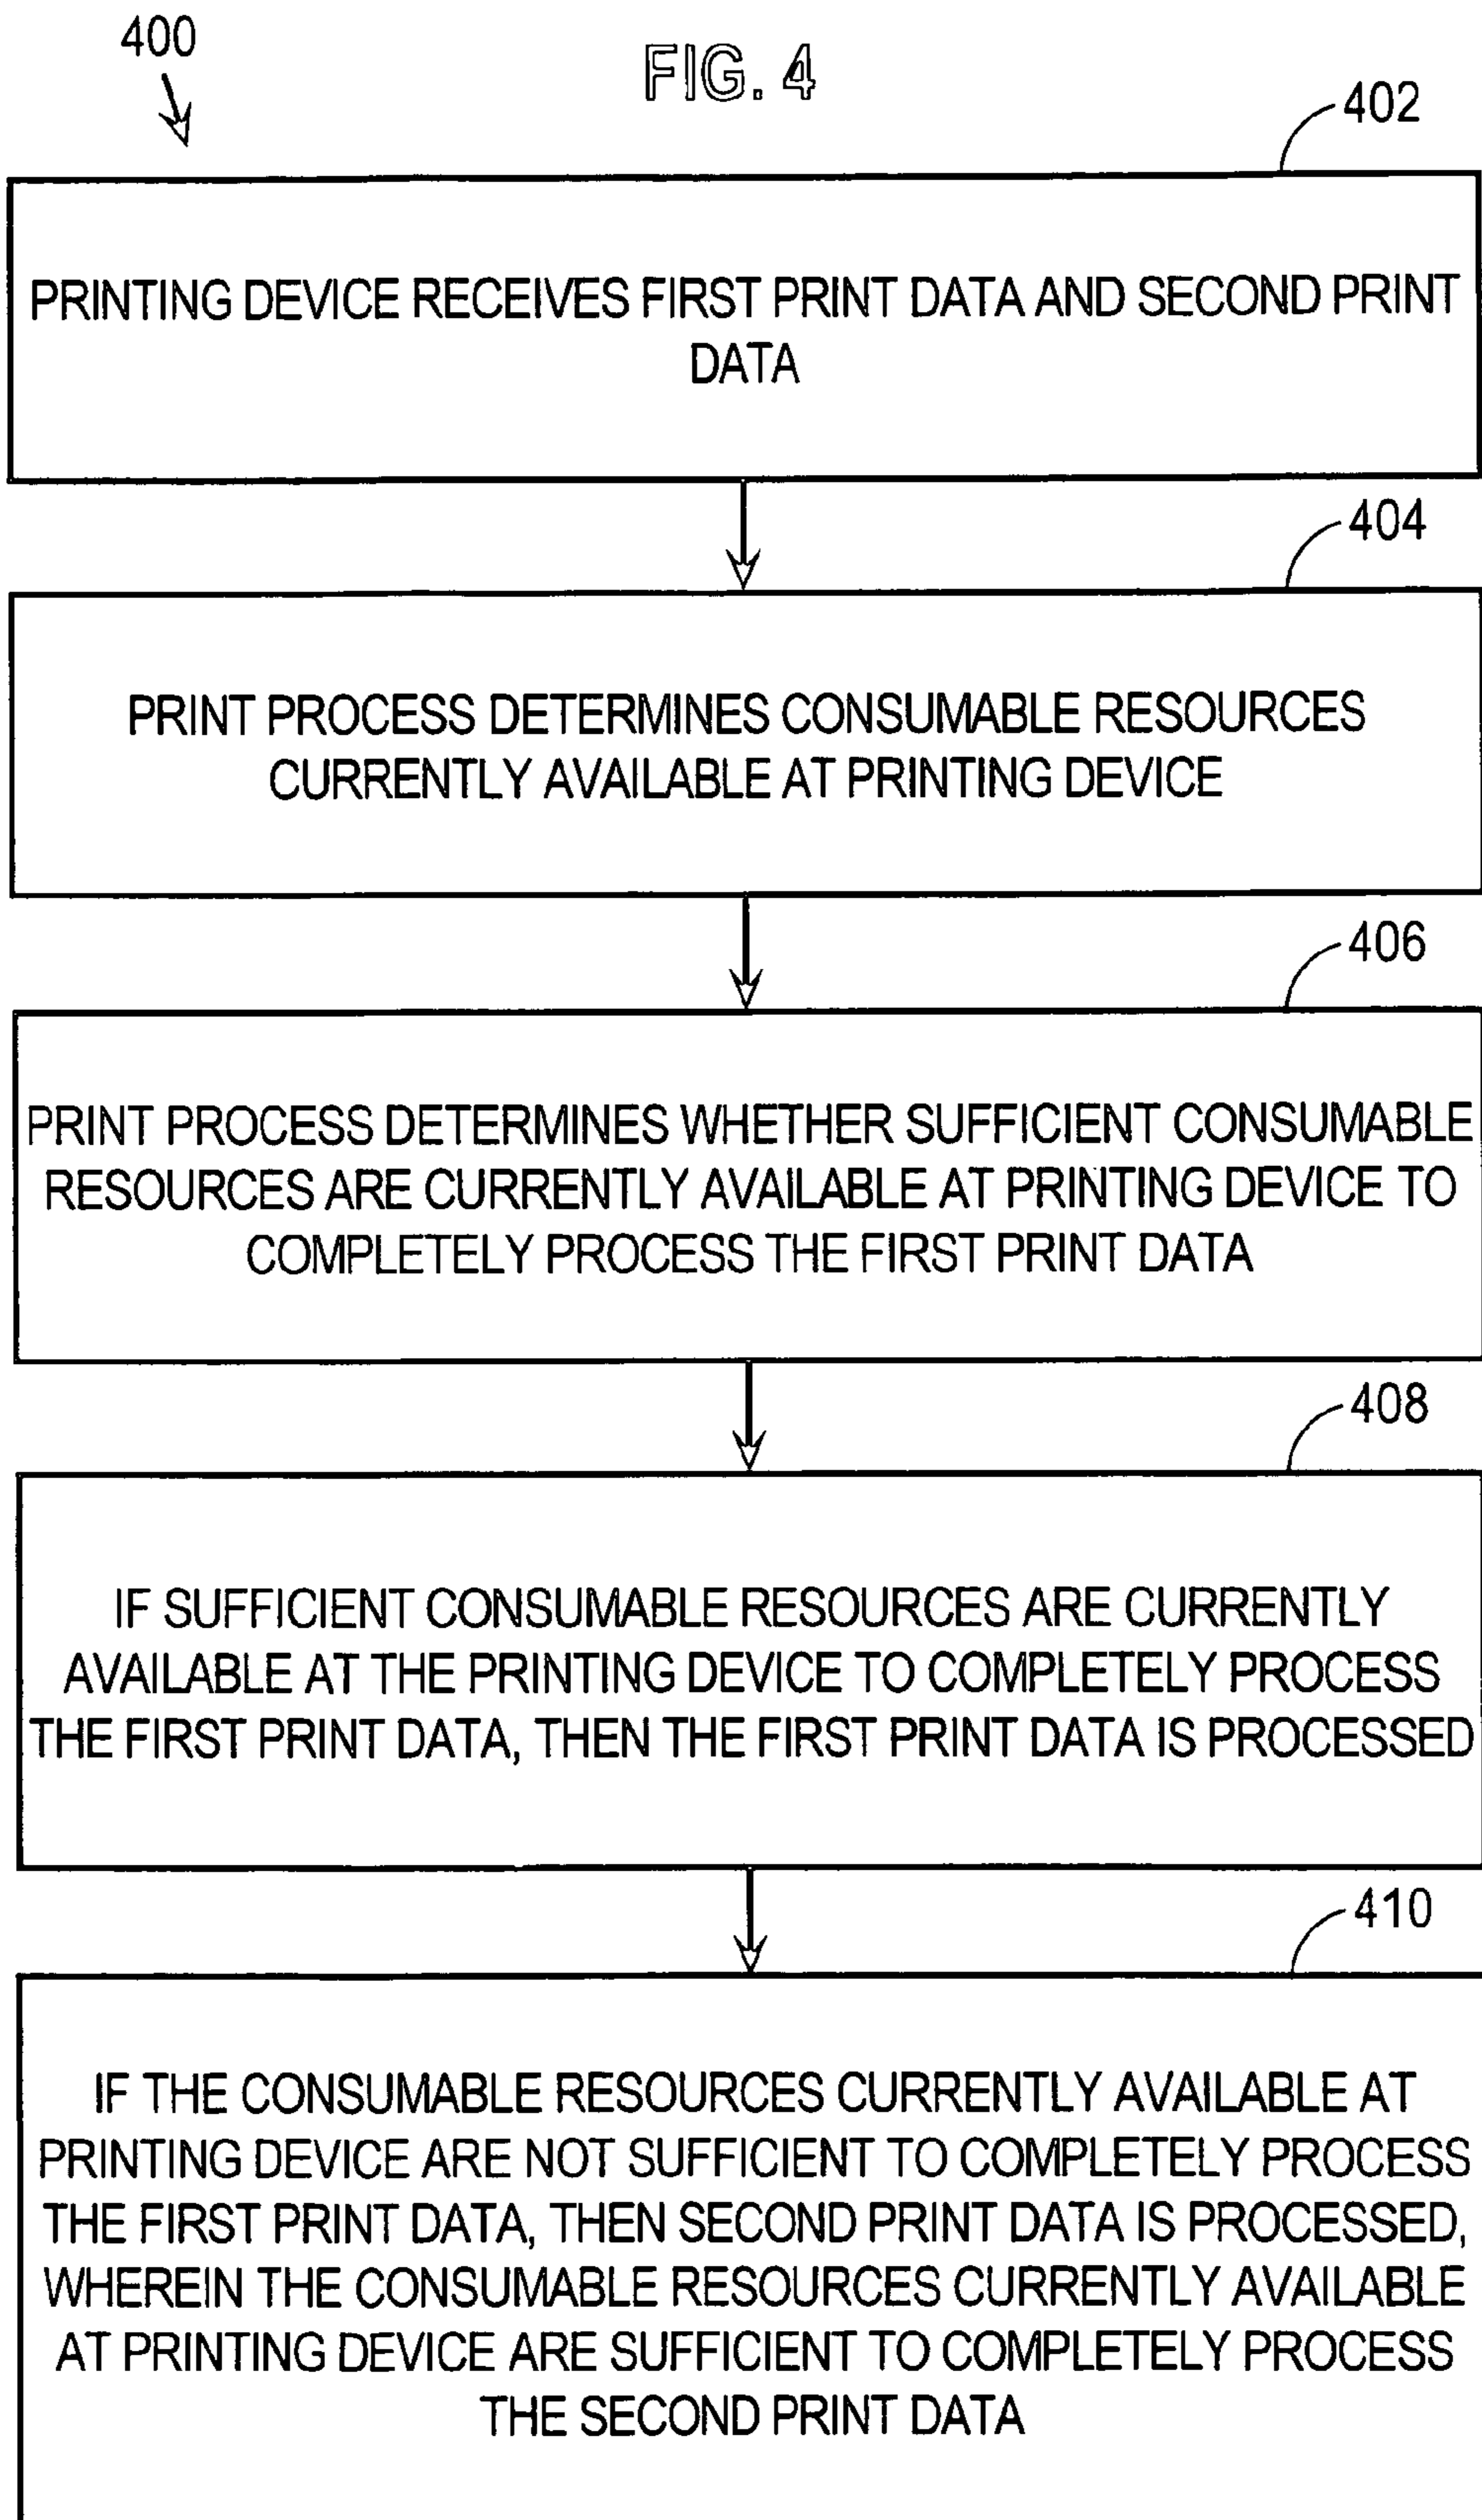 400
FIG. 4
402
PRINTING DEVICE RECEIVES FIRST PRINT DATA AND SECOND PRINT
DATA
404
PRINT PROCESS DETERMINES CONSUMABLE RESOURCES
CURRENTLY AVAILABLE AT PRINTING DEVICE
406
PRINT PROCESS DETERMINES WHETHER SUFFICIENT CONSUMABLE
RESOURCES ARE CURRENTLY AVAILABLE AT PRINTING DEVICE TO
COMPLETELY PROCESS THE FIRST PRINT DATA
408
IF SUFFICIENT CONSUMABLE RESOURCES ARE CURRENTLY
AVAILABLE AT THE PRINTING DEVICE TO COMPLETELY PROCESS
THE FIRST PRINT DATA, THEN THE FIRST PRINT DATA IS PROCESSED
410
IF THE CONSUMABLE RESOURCES CURRENTLY AVAILABLE AT
PRINTING DEVICE ARE NOT SUFFICIENT TO COMPLETELY PROCESS
THE FIRST PRINT DATA, THEN SECOND PRINT DATA IS PROCESSED,
WHEREIN THE CONSUMABLE RESOURCES CURRENTLY AVAILABLE
AT PRINTING DEVICE ARE SUFFICIENT TO COMPLETELY PROCESS
THE SECOND PRINT DATA